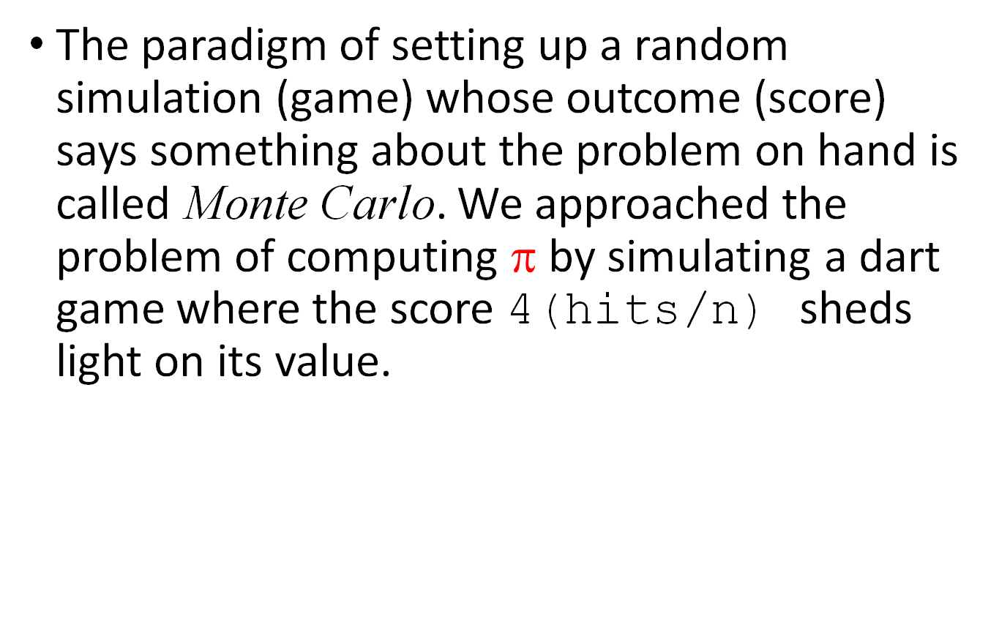 • The paradigm of setting up a random
simulation (game) whose outcome (score)
says something about the problem on hand is
called Monte Carlo. We approached the
problem of computing π by simulating a dart
game where the score 4(hits/n) sheds
light on its value.